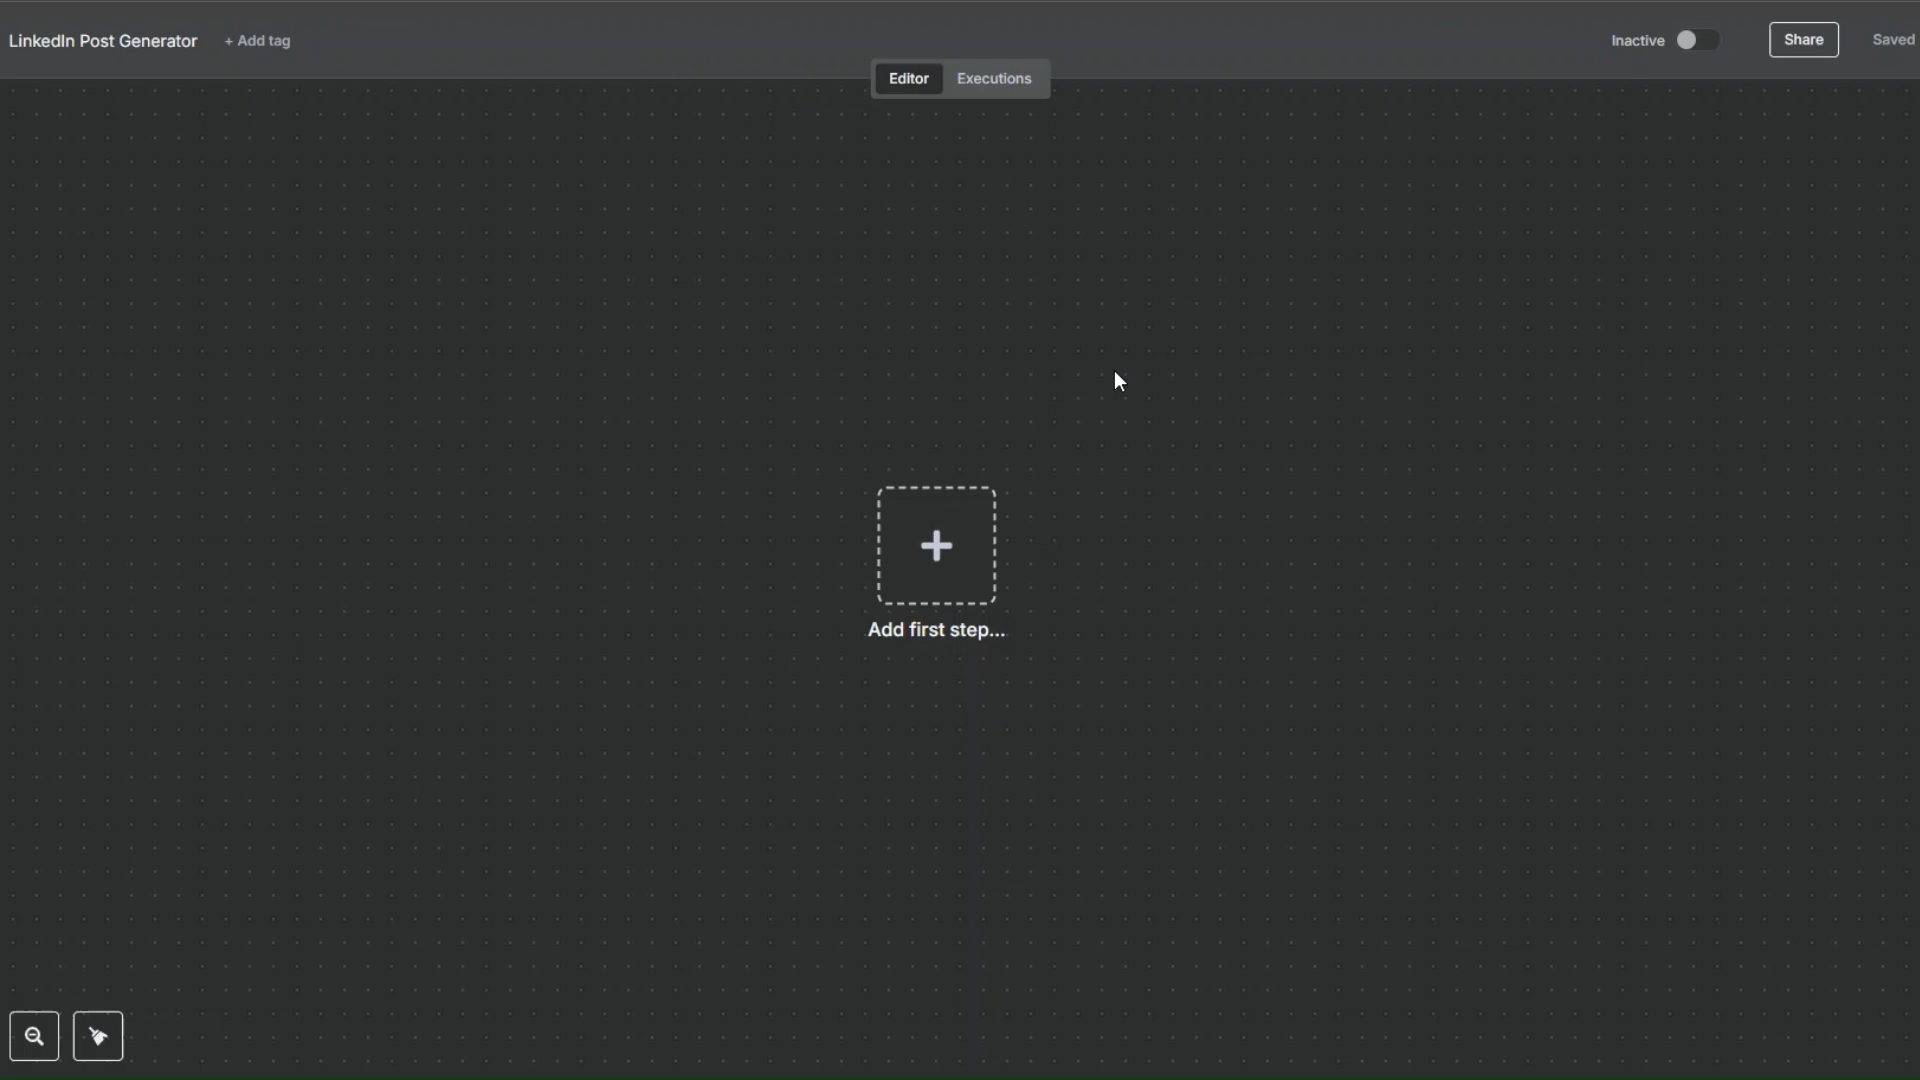 LinkedIn Post Generator
+ Add tag
Inactive
Share
Saved
Editor
Executions
Add first step...